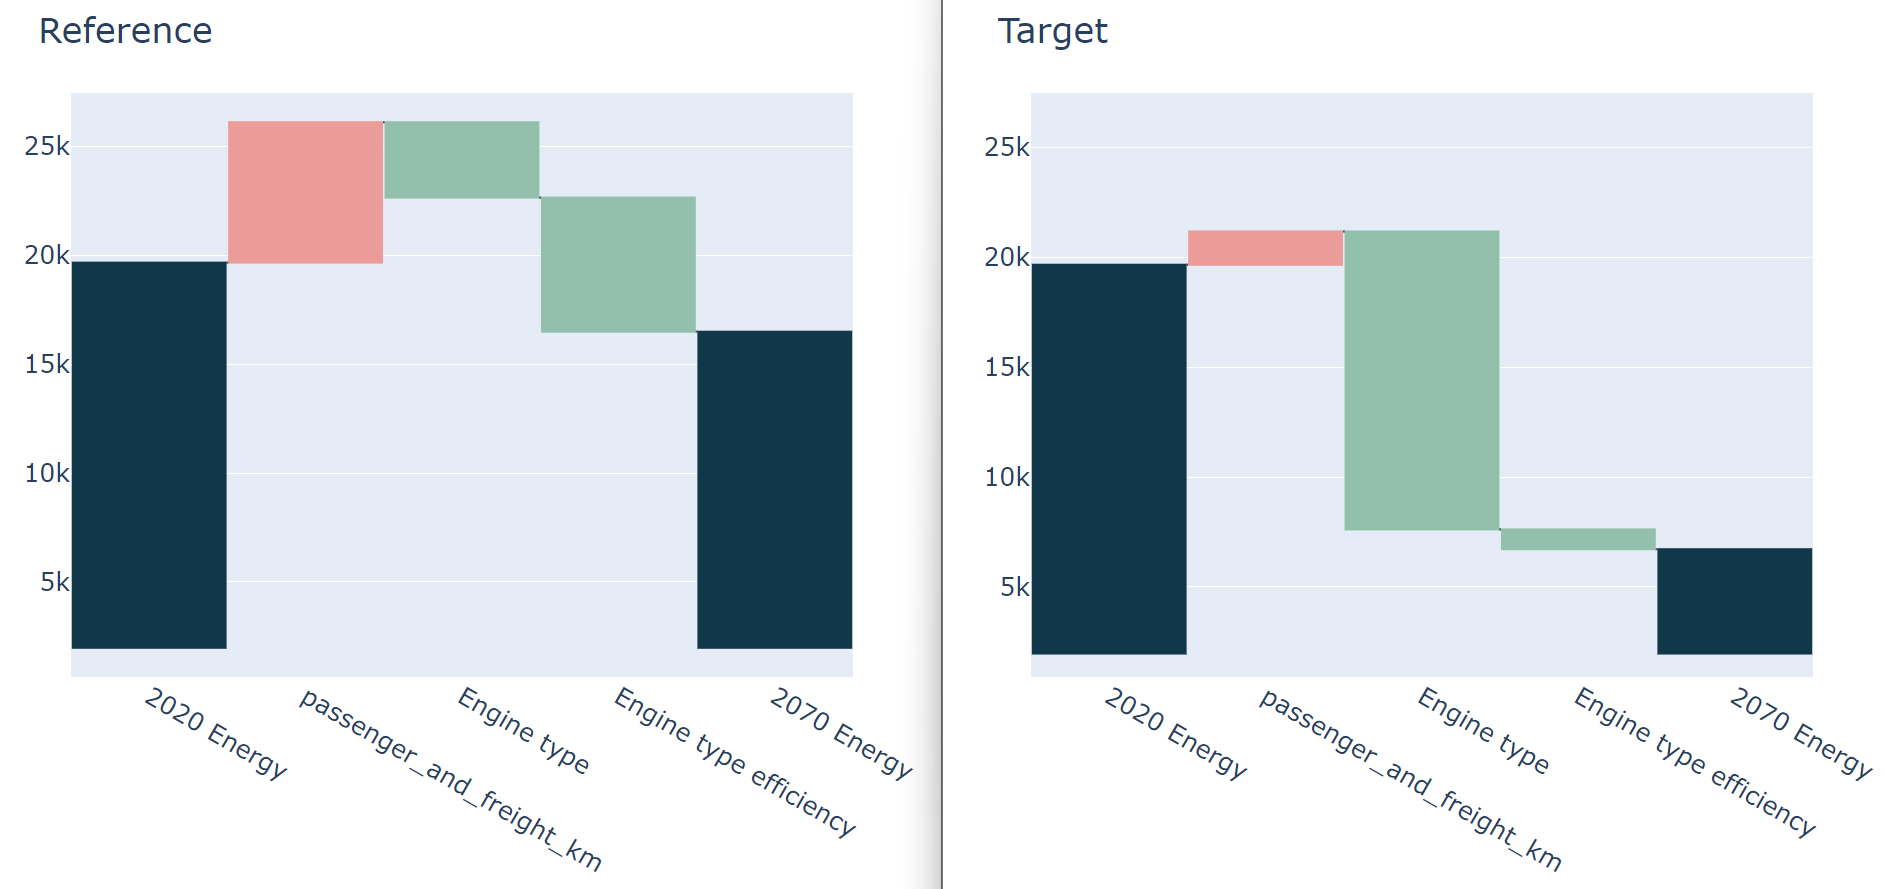 Reference
25k
20k
15k
10k
5k
2020 Energy
passenger_and_freight_km
Engine type
Engine type efficiency
2070 Energy
Target
25k
20k
15k
10k
5k
2020 Energy
passenger_and_freight_km
Engine type
Engine type efficiency
2070 Energy